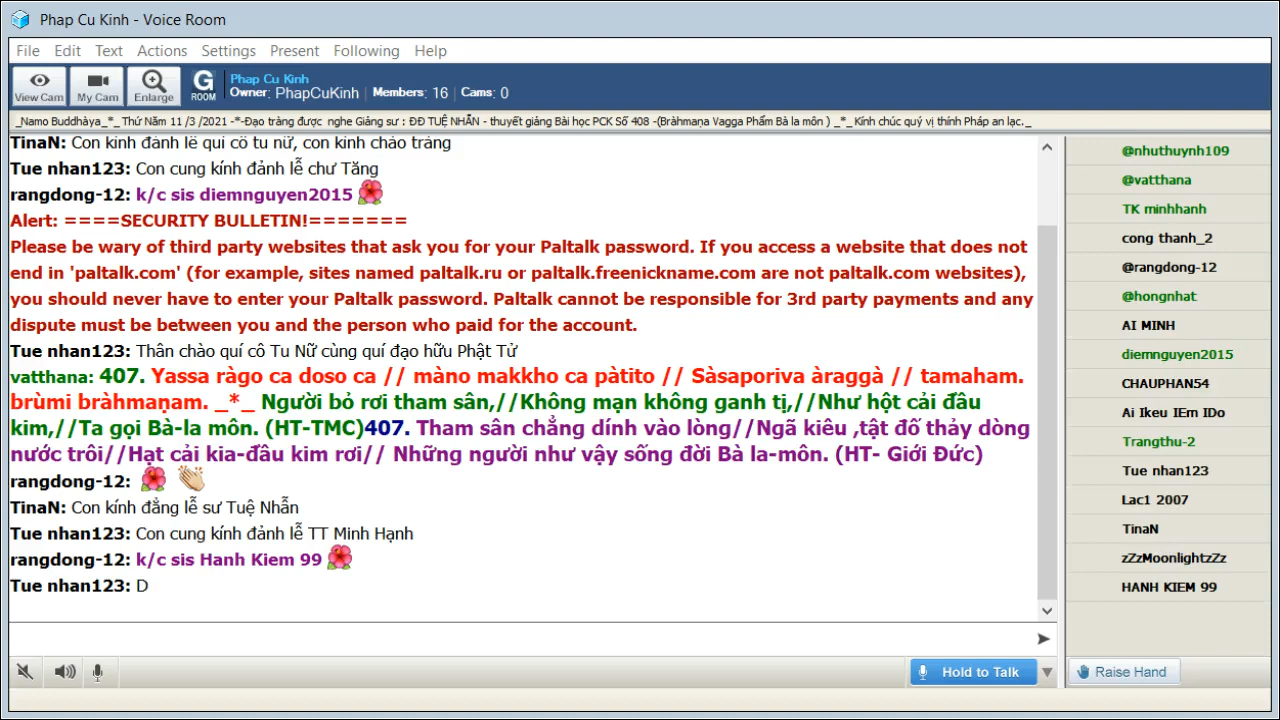 Phap Cu Kinh - Voice Room
File Edit Text Actions Settings Present Following Help
View Cam My Cam Enlarge G ROOM Phap Cu Kinh
Owner: PhapCuKinh Members: 16 Cams: 0
_Namo Buddhàya_*_Thứ Năm 11 /3 /2021 -*-Đạo tràng được nghe Giảng sư : ĐĐ TUỆ NHẪN - thuyết giảng Bài học PCK Số 408 -(Bràhmaṇa Vagga Phẩm Bà la môn ) _*_ Kính chúc quý vị thính Pháp an lạc._
TinaN: Con kính đảnh lễ quí cô tu nữ, con kính chào tràng
Tue nhan123: Con cung kính đảnh lễ chư Tăng
rangdong-12: k/c sis diemnguyen2015
Alert: ====SECURITY BULLETIN!=======
Please be wary of third party websites that ask you for your Paltalk password. If you access a website that does not
end in 'paltalk.com' (for example, sites named paltalk.ru or paltalk.freenickname.com are not paltalk.com websites),
you should never have to enter your Paltalk password. Paltalk cannot be responsible for 3rd party payments and any
dispute must be between you and the person who paid for the account.
Tue nhan123: Thân chào quí cô Tu Nữ cùng quí đạo hữu Phật Tử
vatthana: 407. Yassa ràgo ca doso ca // màno makkho ca pàtito // Sàsaporiva àraggà // tamaham.
brùmi bràhmaṇam. _*_ Người bỏ rơi tham sân,//Không mạn không ganh tị,//Như hột cải đầu
kim,//Ta gọi Bà-la môn. (HT-TMC)407. Tham sân chẳng dính vào lòng//Ngã kiêu ,tật đố thảy dòng
nước trôi//Hạt cải kia-đầu kim rơi// Những người như vậy sống đời Bà la-môn. (HT- Giới Đức)
rangdong-12:
TinaN: Con kính đảng lễ sư Tuệ Nhẫn
Tue nhan123: Con cung kính đảnh lễ TT Minh Hạnh
rangdong-12: k/c sis Hanh Kiem 99
Tue nhan123: D
@nhuthuynh109
@vatthana
TK minhhanh
cong thanh_2
@rangdong-12
@hongnhat
AI MINH
diemnguyen2015
CHAUPHAN54
Ai Ikeu IEm IDo
Trangthu-2
Tue nhan123
Lac1 2007
TinaN
zZzMoonlightzZz
HANH KIEM 99
Hold to Talk Raise Hand